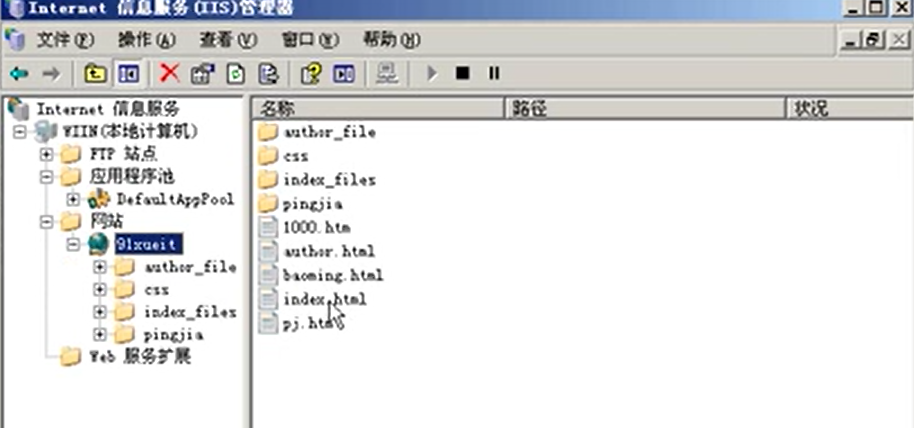 Internet 信息服务(IIS)管理器
文件(F) 操作(A) 查看(V) 窗口(W) 帮助(H)
Internet 信息服务
WIIN(本地计算机)
FTP 站点
应用程序池
DefaultAppPool
网站
91xueit
author_file
css
index_files
pingjia
Web 服务扩展
名称 路径 状况
author_file
css
index_files
pingjia
1000.htm
author.html
baoming.html
index.html